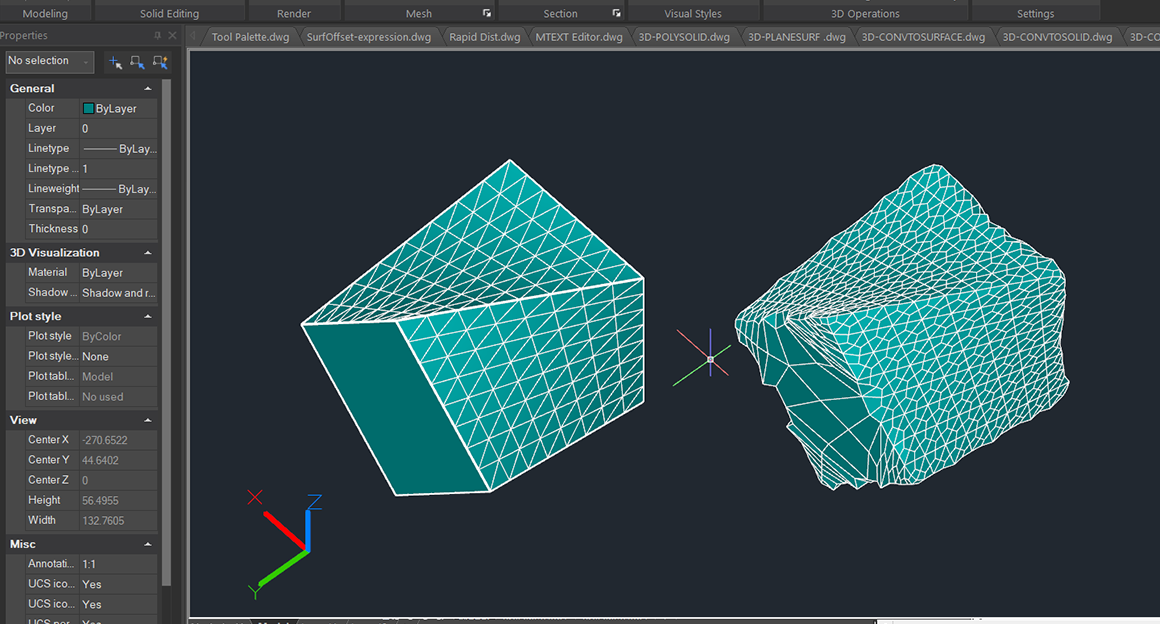 Modeling Solid Editing Render Mesh Section Visual Styles 3D Operations Settings
Properties
Tool Palette.dwg SurfOffset-expression.dwg Rapid Dist.dwg MTEXT Editor.dwg 3D-POLYSOLID.dwg 3D-PLANESURF .dwg 3D-CONVTOSURFACE.dwg 3D-CONVTOSOLID.dwg 3D-CO
No selection
General
Color ByLayer
Layer 0
Linetype ByLay...
Linetype ... 1
Lineweight ByLay...
Transpa... ByLayer
Thickness 0
3D Visualization
Material ByLayer
Shadow ... Shadow and r...
Plot style
Plot style ByColor
Plot style... None
Plot tabl... Model
Plot tabl... No used
View
Center X -270.6522
Center Y 44.6402
Center Z 0
Height 56.4955
Width 132.7605
Misc
Annotati... 1:1
UCS ico... Yes
UCS ico... Yes
UCS per... Yes
X
Z
Y